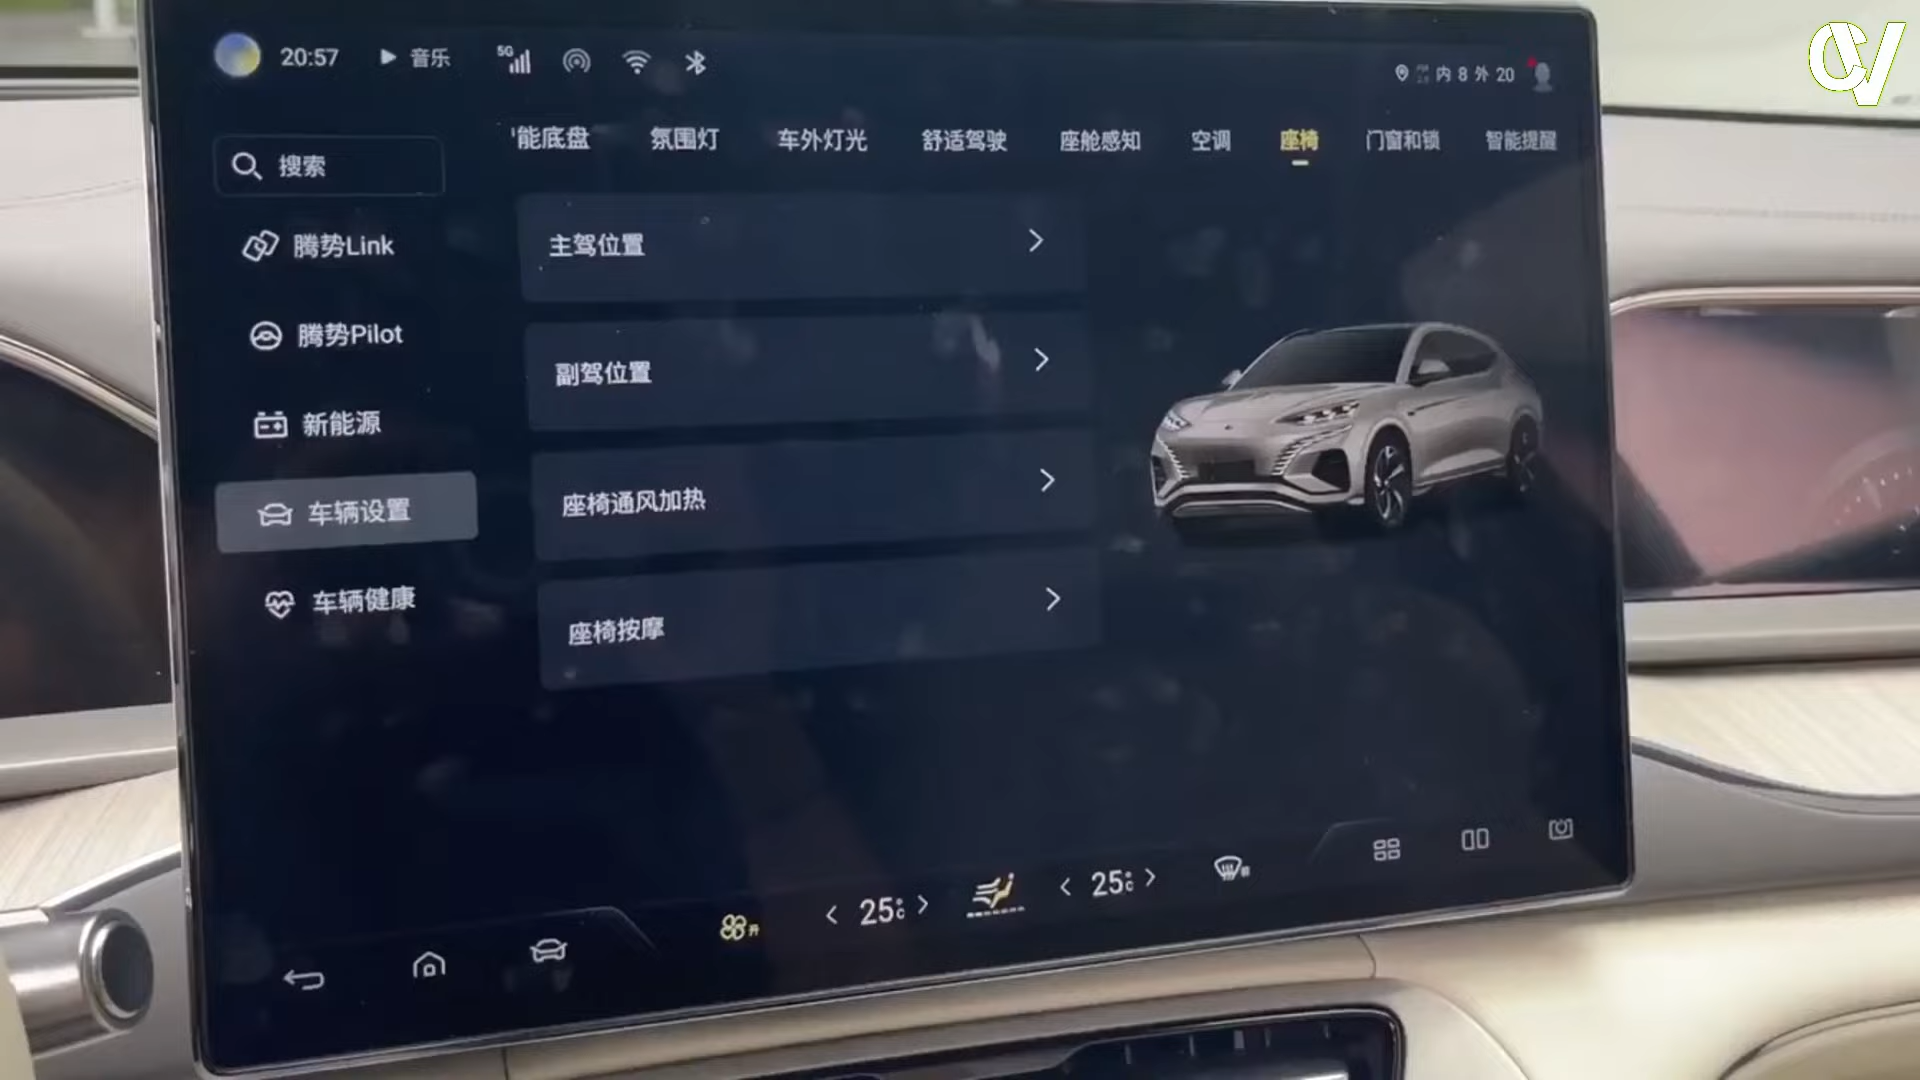 20:57 音乐 5G
内 8 外 20
能底盘 氛围灯 车外灯光 舒适驾驶 座舱感知 空调 座椅 门窗和锁 智能提醒
搜索
腾势Link
腾势Pilot
新能源
车辆设置
车辆健康
主驾位置
副驾位置
座椅通风加热
座椅按摩
开 25°C 25°C 前
CV